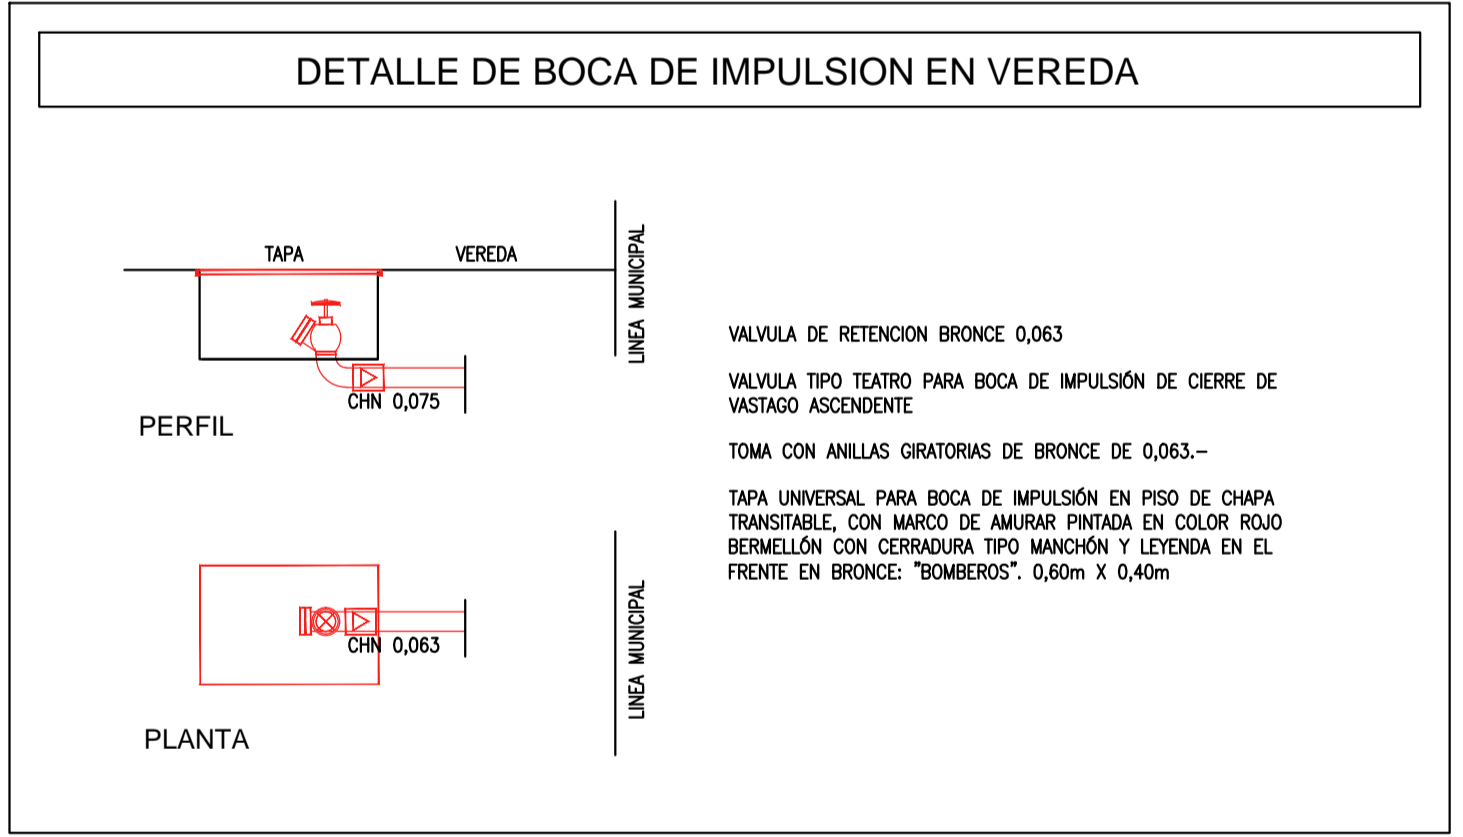 DETALLE DE BOCA DE IMPULSION EN VEREDA
TAPA
VEREDA
LINEA MUNICIPAL
CHN 0,075
PERFIL
VALVULA DE RETENCION BRONCE 0,063
VALVULA TIPO TEATRO PARA BOCA DE IMPULSIÓN DE CIERRE DE
VASTAGO ASCENDENTE
TOMA CON ANILLAS GIRATORIAS DE BRONCE DE 0,063.–
TAPA UNIVERSAL PARA BOCA DE IMPULSIÓN EN PISO DE CHAPA
TRANSITABLE, CON MARCO DE AMURAR PINTADA EN COLOR ROJO
BERMELLÓN CON CERRADURA TIPO MANCHÓN Y LEYENDA EN EL
FRENTE EN BRONCE: "BOMBEROS". 0,60m X 0,40m
CHN 0,063
LINEA MUNICIPAL
PLANTA